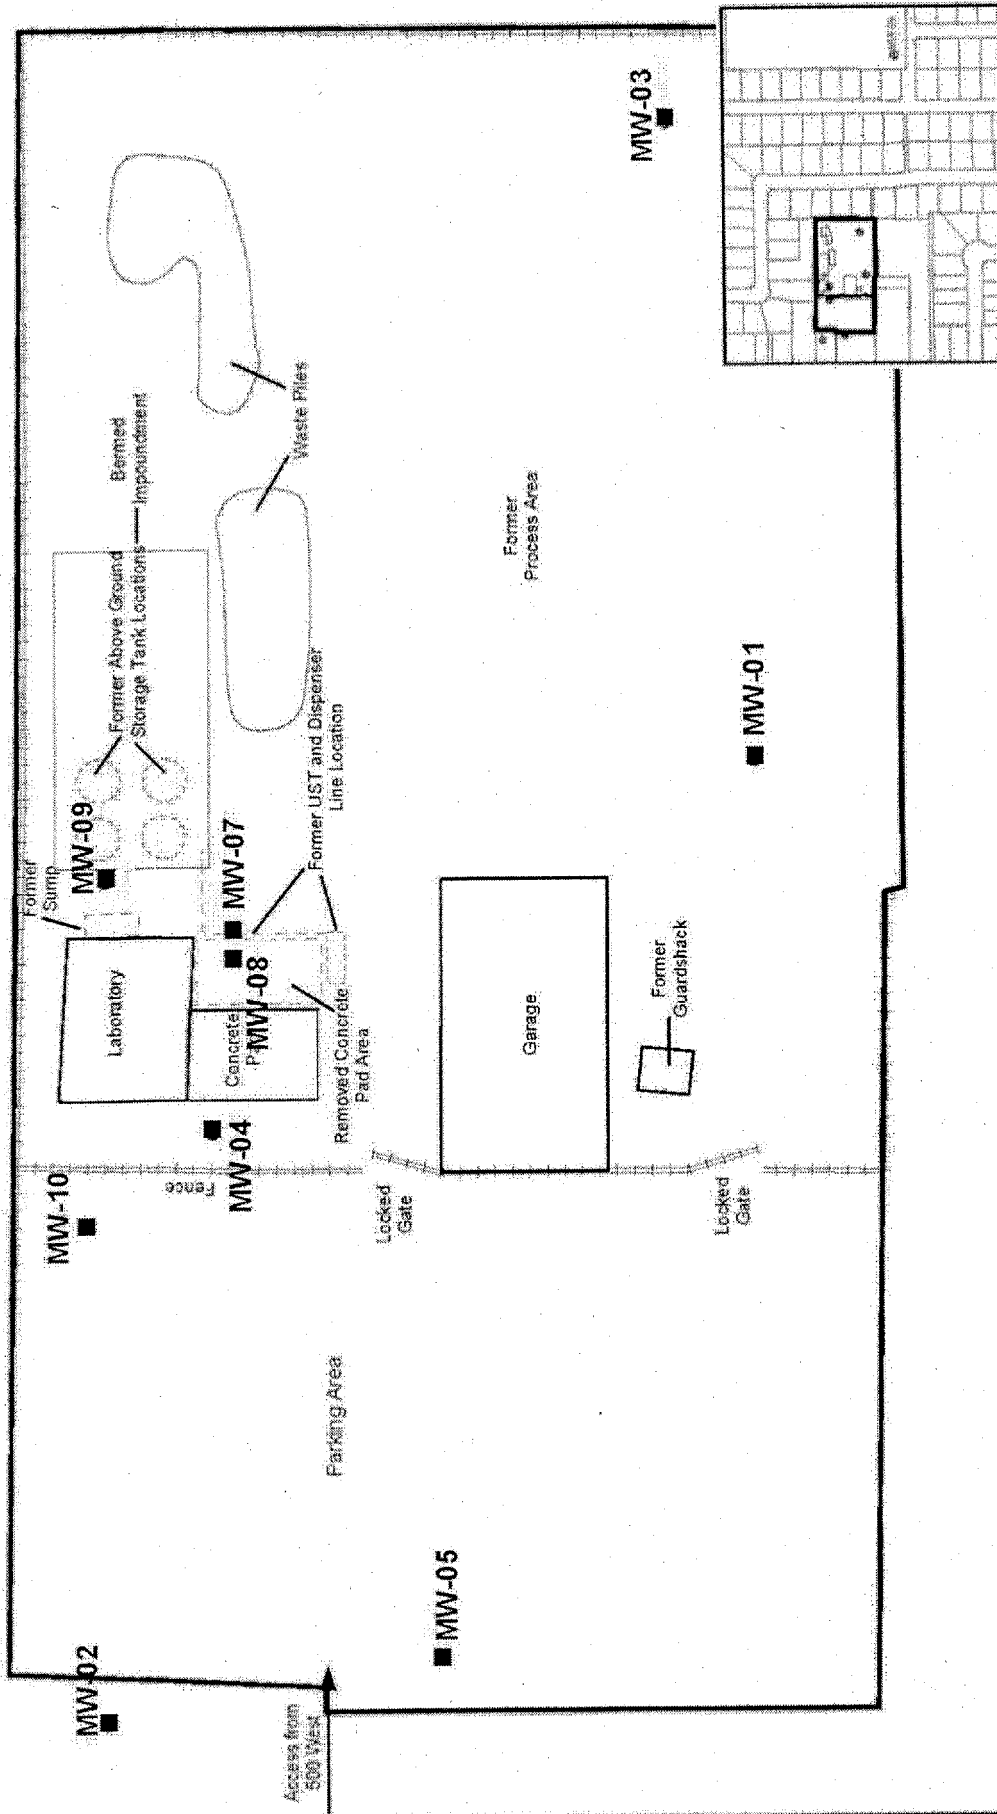 MW-03
Waste Piles
Bermed
Impoundment
Former Above Ground
Storage Tank Locations
Former
Process Area
Former UST and Dispenser
Line Location
MW-01
MW-09
MW-07
Former
Sump
MW-08
Laboratory
Concrete
Removed Concrete
Pad Area
Garage
Former
Guardshack
MW-04
Fence
MW-10
Locked
Gate
Locked
Gate
Parking Area
MW-05
MW-02
Access from
500 West